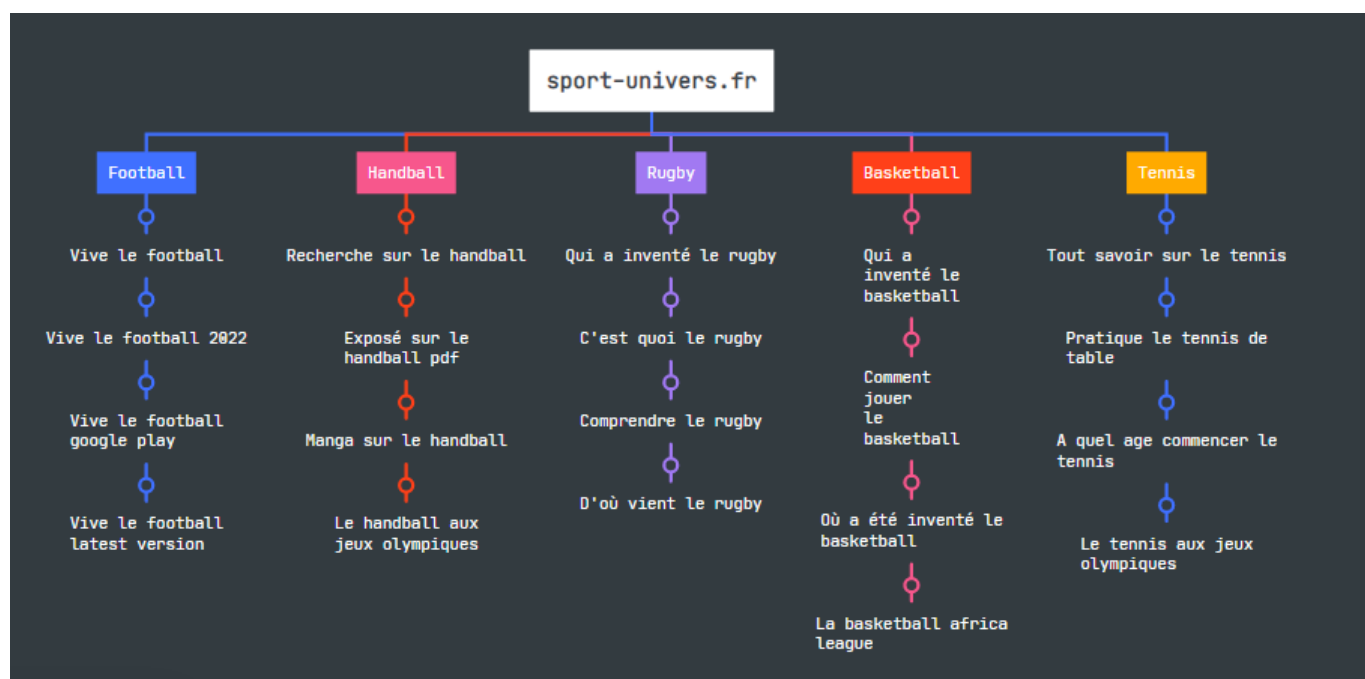 sport-univers.fr
Football
Handball
Rugby
Basketball
Tennis
Vive le football
Vive le football 2022
Vive le football
google play
Vive le football
latest version
Recherche sur le handball
Exposé sur le
handball pdf
Manga sur le handball
Le handball aux
jeux olympiques
Qui a inventé le rugby
C'est quoi le rugby
Comprendre le rugby
D'où vient le rugby
Qui a
inventé le
basketball
Comment
jouer
le
basketball
Où a été inventé le
basketball
La basketball africa
league
Tout savoir sur le tennis
Pratique le tennis de
table
A quel age commencer le
tennis
Le tennis aux jeux
olympiques